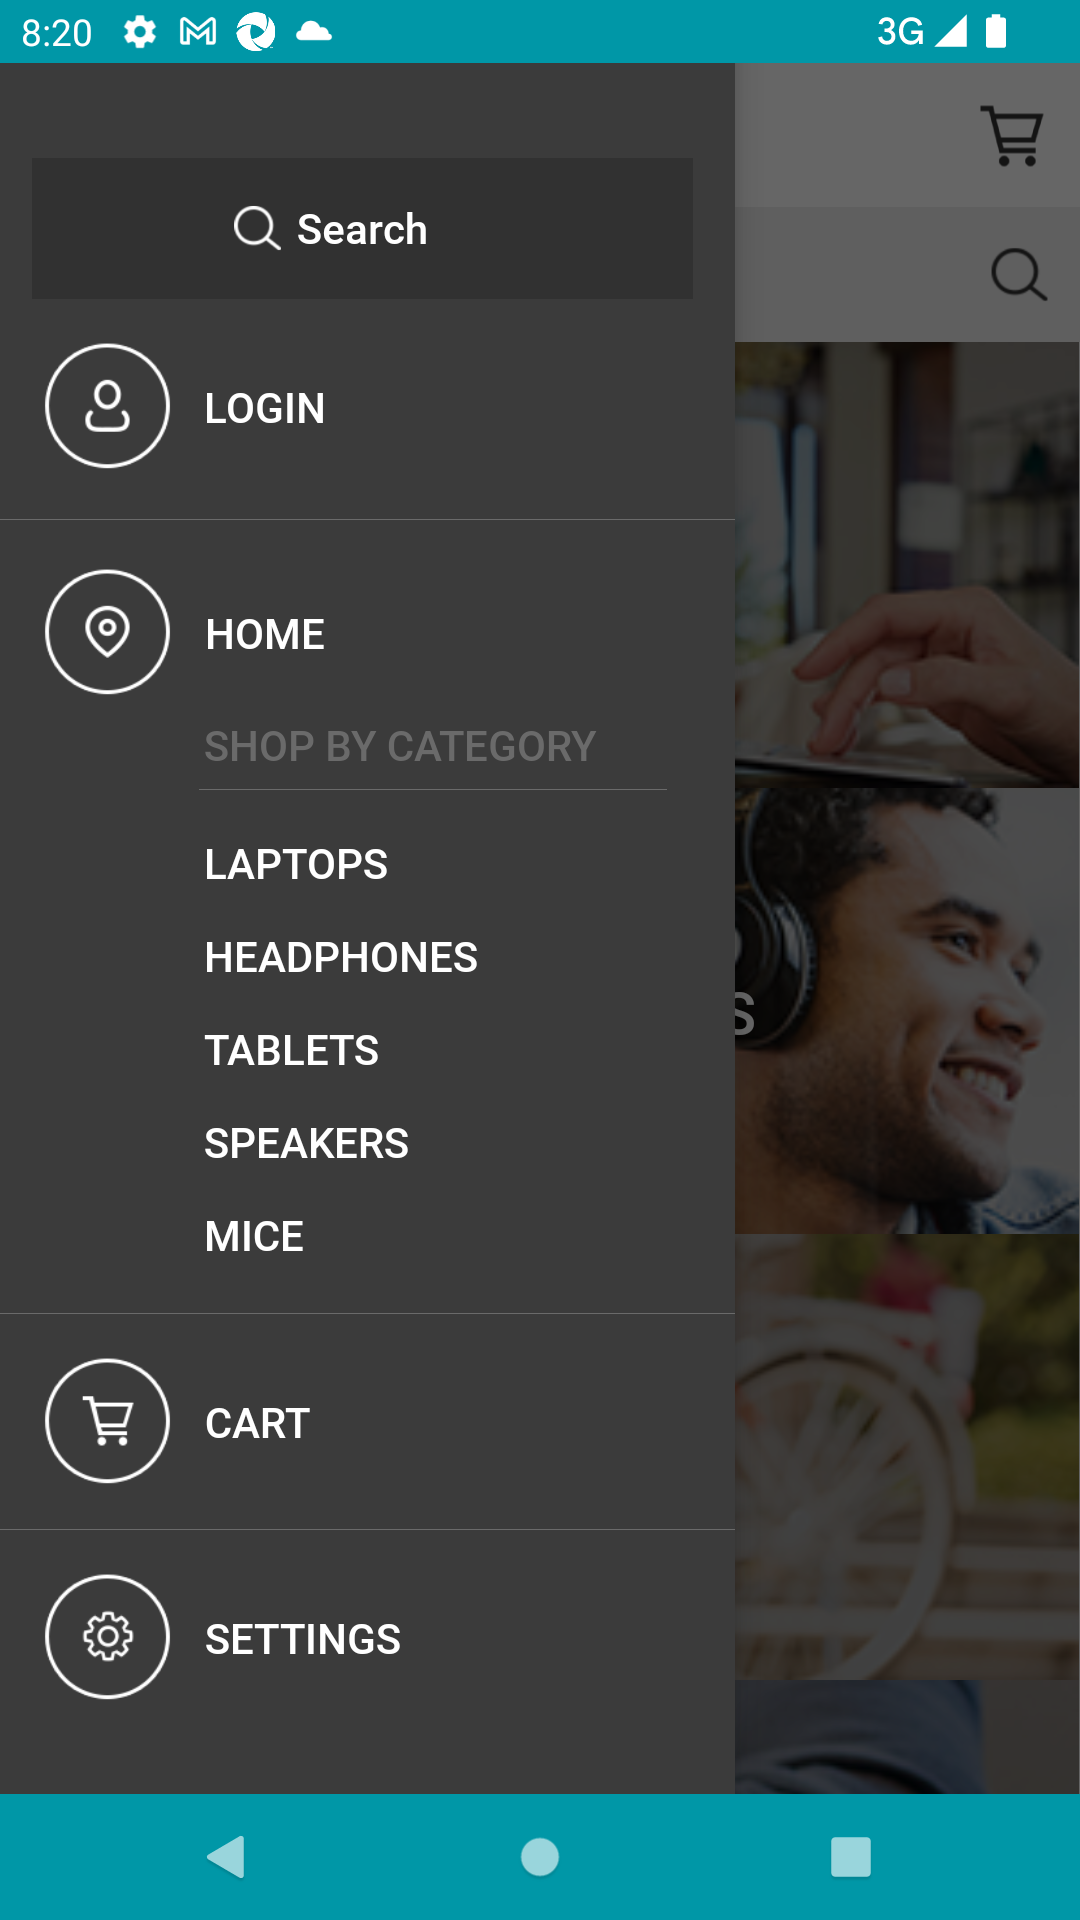 8:20 3G
Search
LOGIN
HOME
SHOP BY CATEGORY
LAPTOPS
HEADPHONES
S
TABLETS
SPEAKERS
MICE
CART
SETTINGS